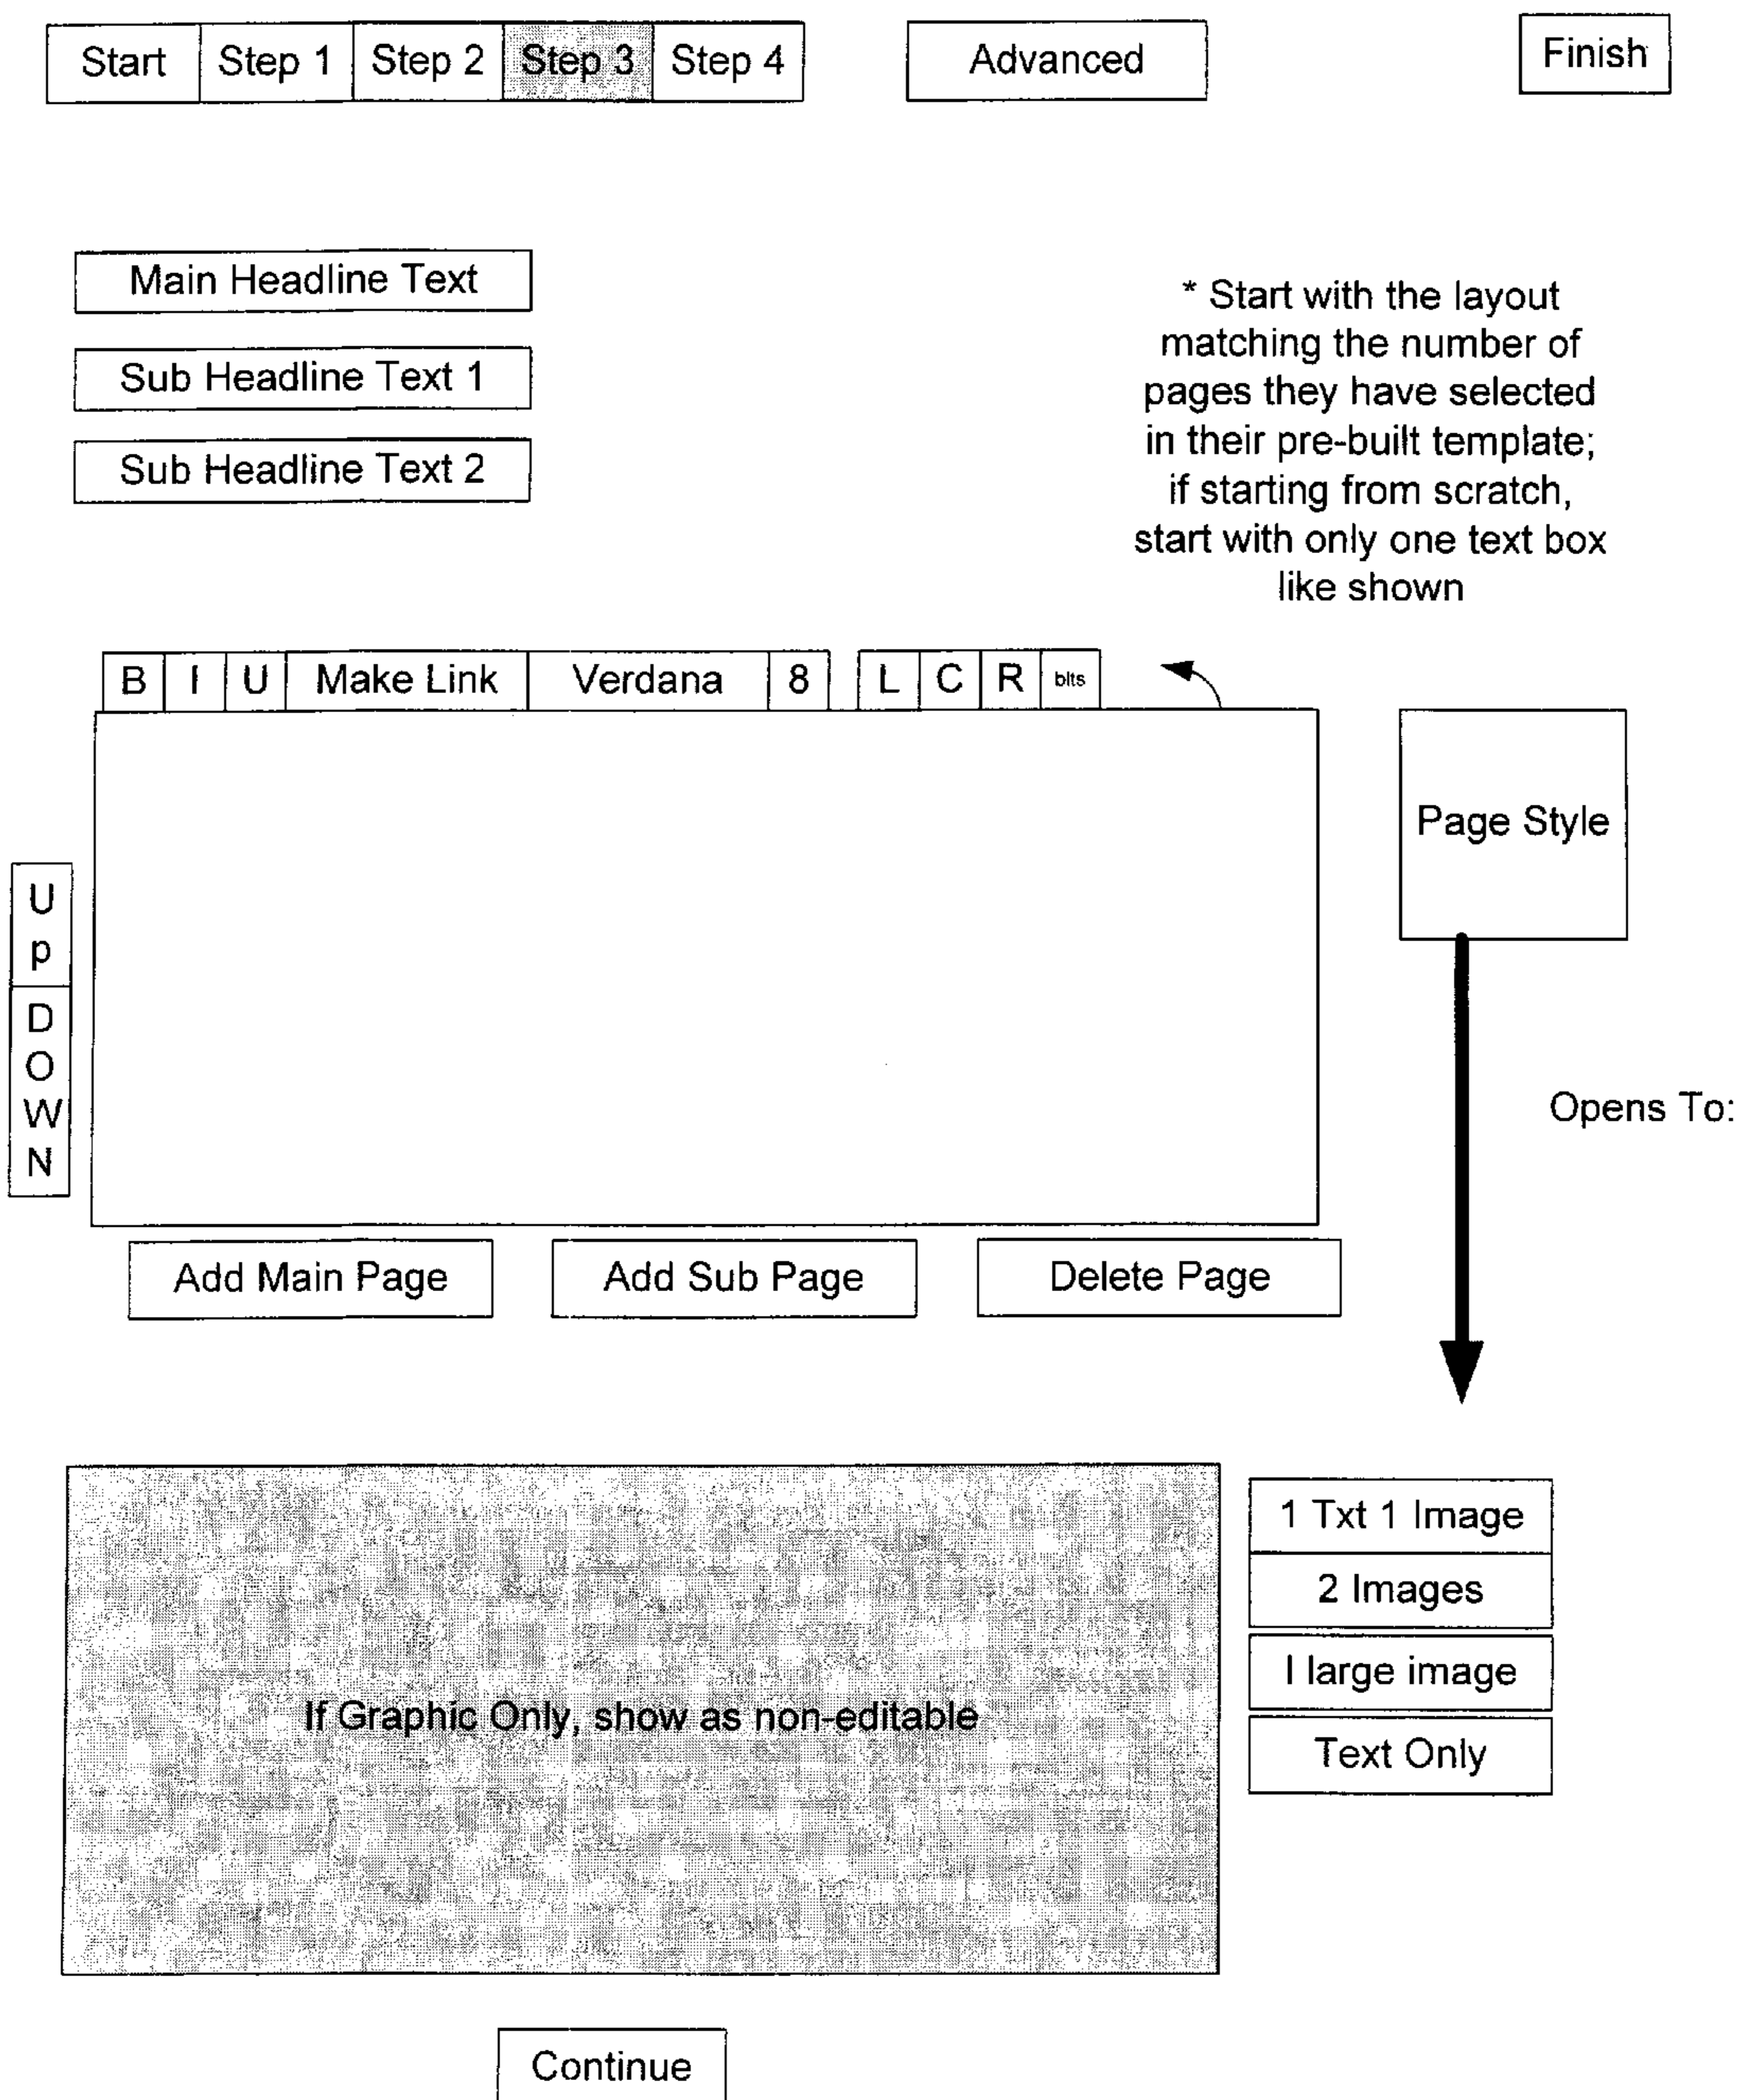 Start Step 1 Step 2 Step 3 Step 4 Advanced Finish
Main Headline Text
Sub Headline Text 1
Sub Headline Text 2
* Start with the layout
matching the number of
pages they have selected
in their pre-built template;
if starting from scratch,
start with only one text box
like shown
B I U Make Link Verdana 8 L C R blts
Page Style
Up
DOWN
Opens To:
Add Main Page Add Sub Page Delete Page
1 Txt 1 Image
2 Images
I large image
Text Only
If Graphic Only, show as non-editable
Continue